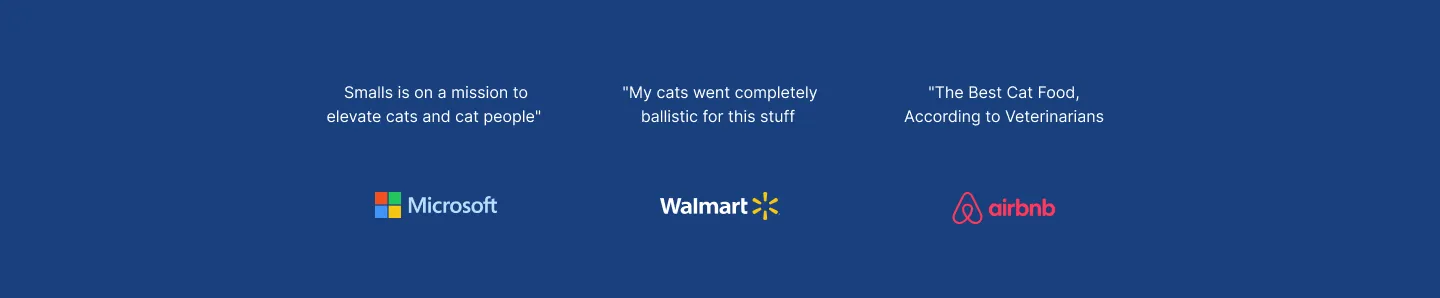 Smalls is on a mission to
elevate cats and cat people"
"My cats went completely
ballistic for this stuff
"The Best Cat Food,
According to Veterinarians
Microsoft
Walmart
airbnb